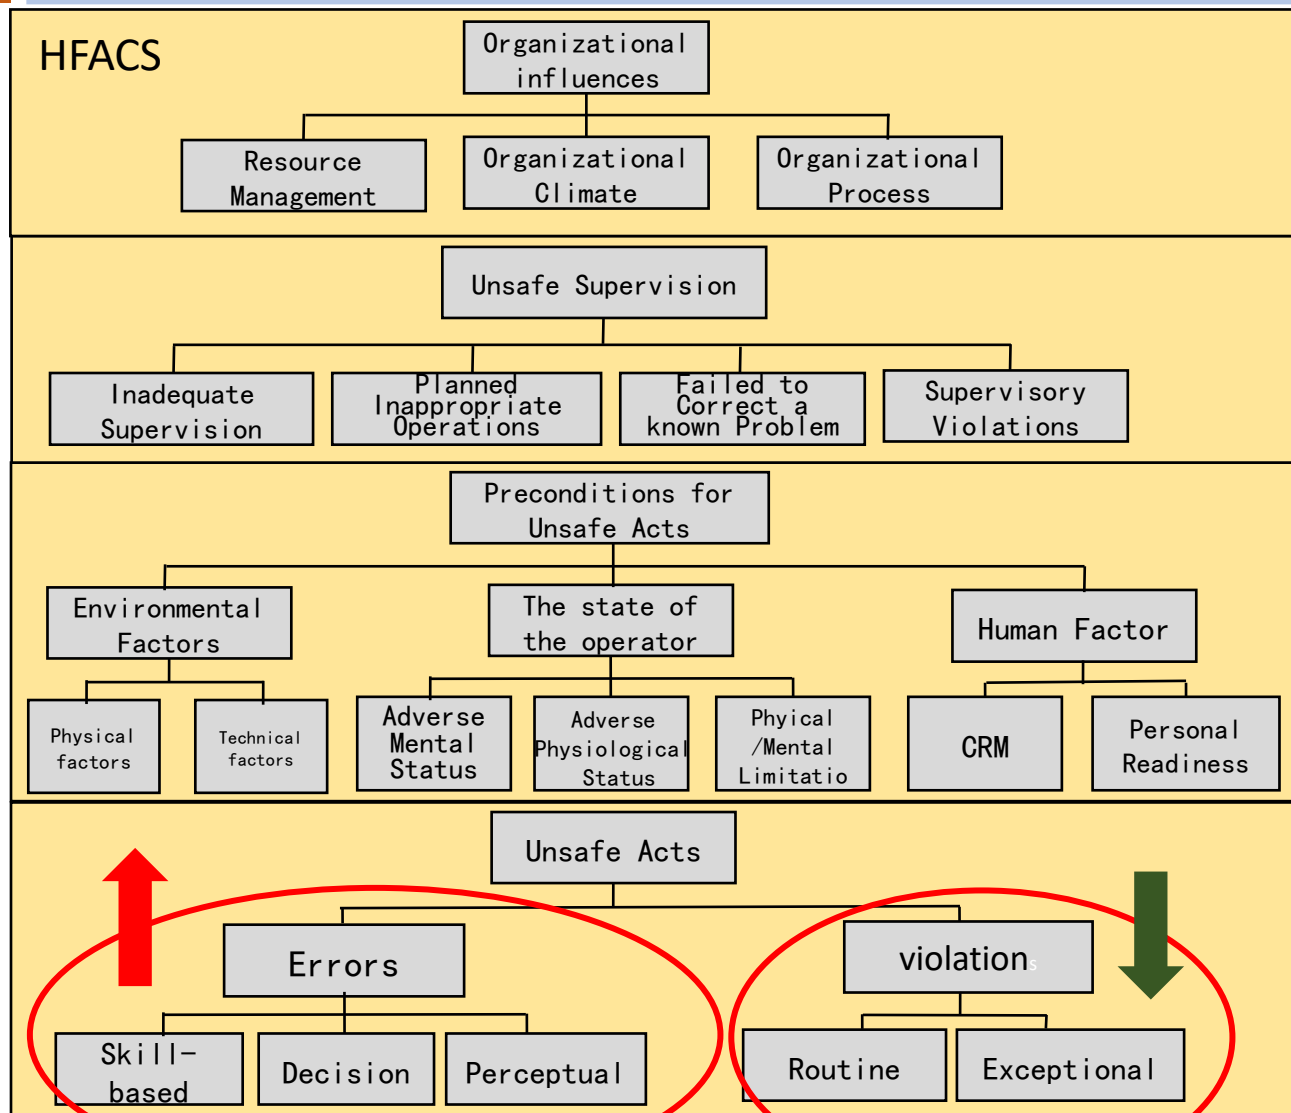 HFACS
Organizational
influences
Resource
Management
Organizational
Climate
Organizational
Process
Unsafe Supervision
Inadequate
Supervision
Planned
Inappropriate
Operations
Failed to
Correct a
known Problem
Supervisory
Violations
Preconditions for
Unsafe Acts
Environmental
Factors
The state of
the operator
Human Factor
Physical
factors
Technical
factors
Adverse
Mental
Status
Adverse
Physiological
Status
Phyical
/Mental
Limitatio
CRM
Personal
Readiness
Unsafe Acts
Errors
violations
Skill-
based
Decision
Perceptual
Routine
Exceptional